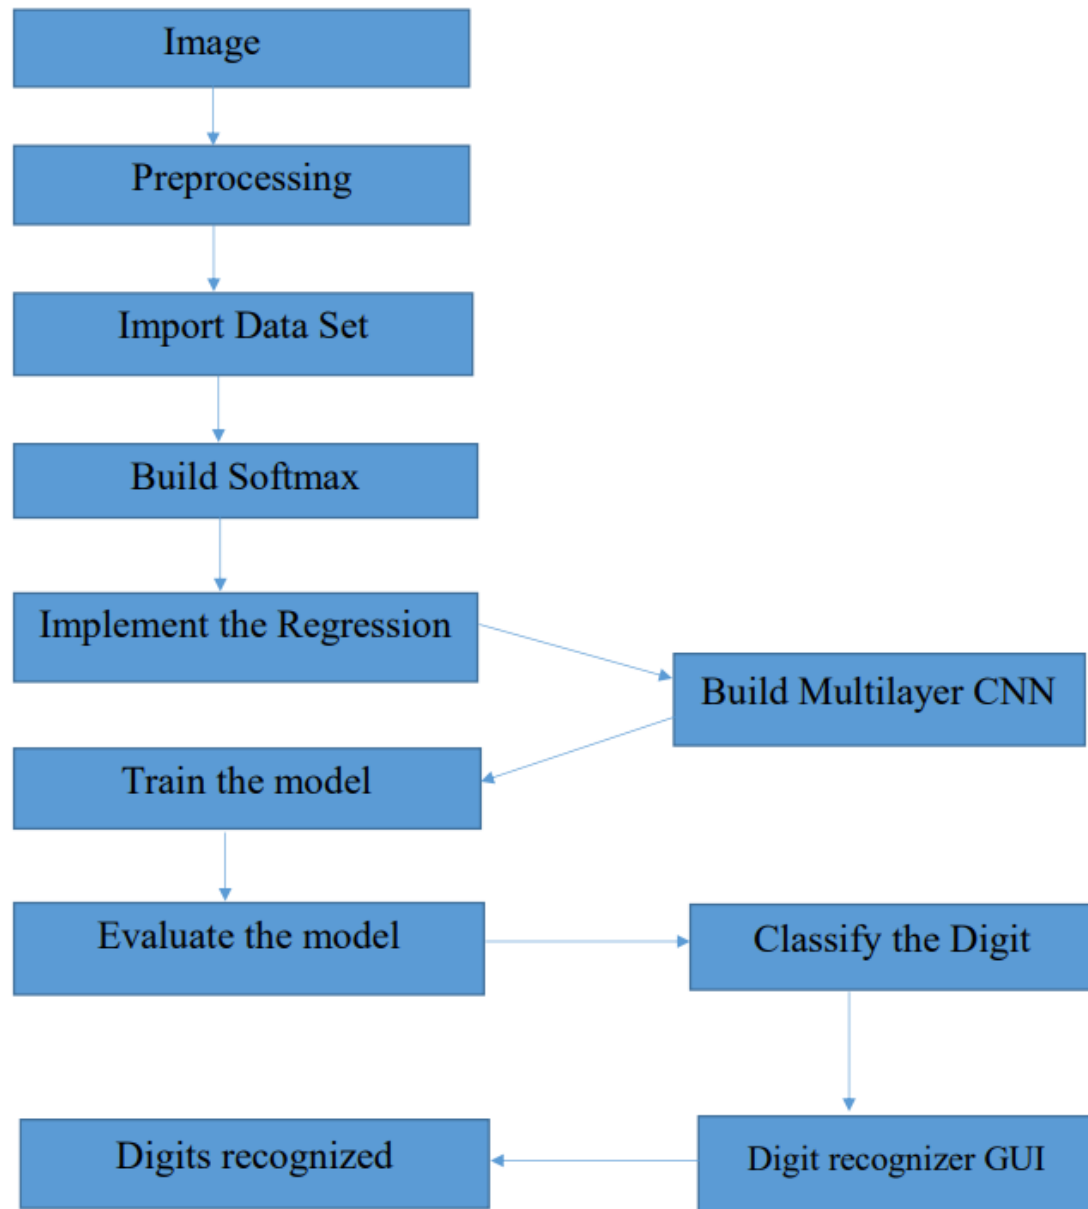 Image
Preprocessing
Import Data Set
Build Softmax
Implement the Regression
Build Multilayer CNN
Train the model
Evaluate the model
Classify the Digit
Digit recognizer GUI
Digits recognized